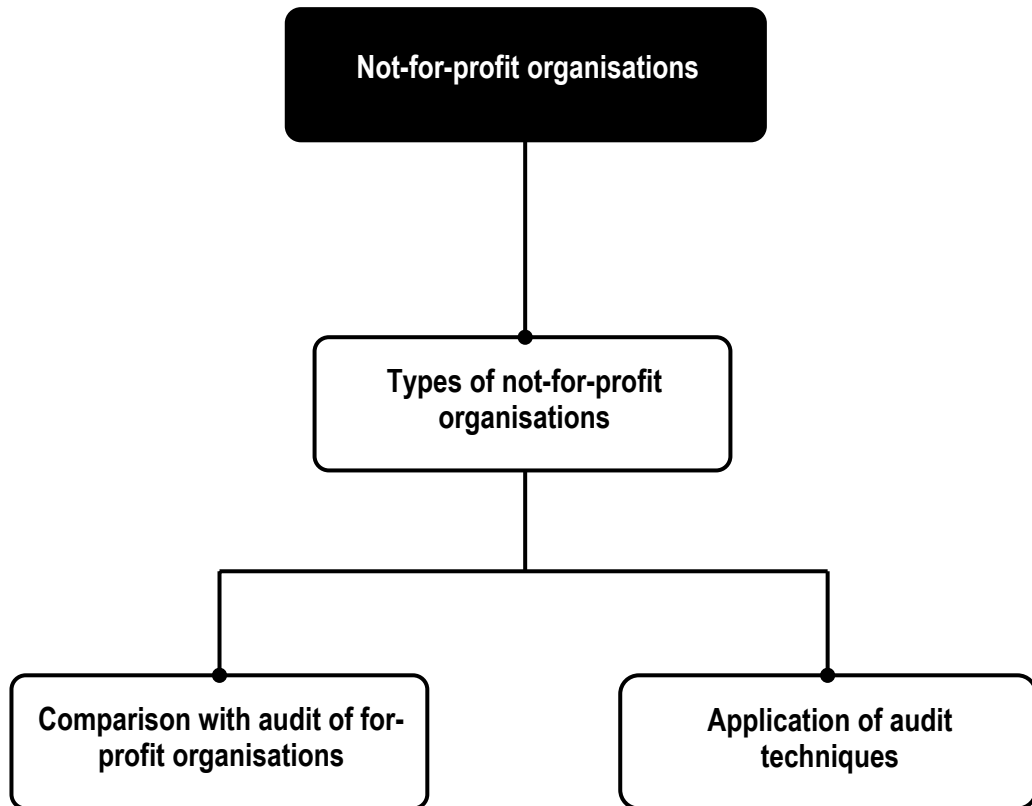 Not-for-profit organisations
Types of not-for-profit
organisations
Comparison with audit of for-
profit organisations
Application of audit
techniques